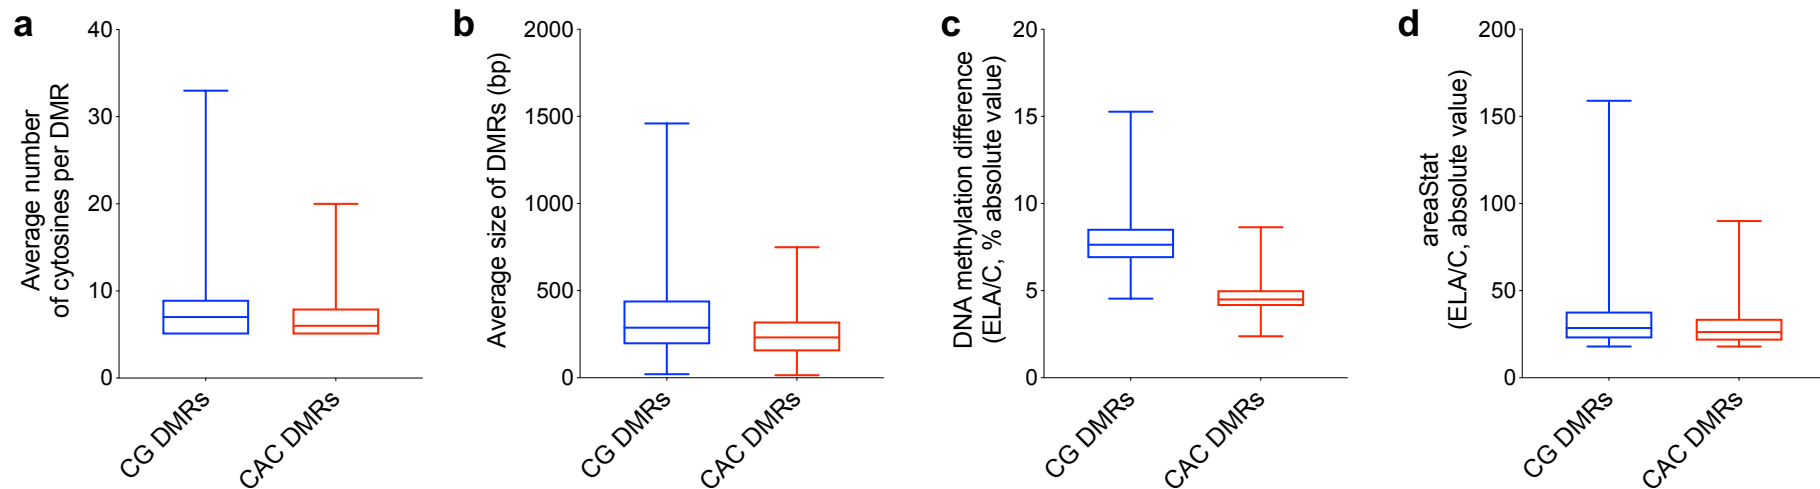 a
Average number
of cytosines per DMR
40
30
20
10
0
CG DMRs
CAC DMRs
b
Average size of DMRs (bp)
2000
1500
1000
500
0
CG DMRs
CAC DMRs
c
DNA methylation difference
(ELA/C, % absolute value)
20
15
10
5
0
CG DMRs
CAC DMRs
d
areaStat
(ELA/C, absolute value)
200
150
100
50
0
CG DMRs
CAC DMRs